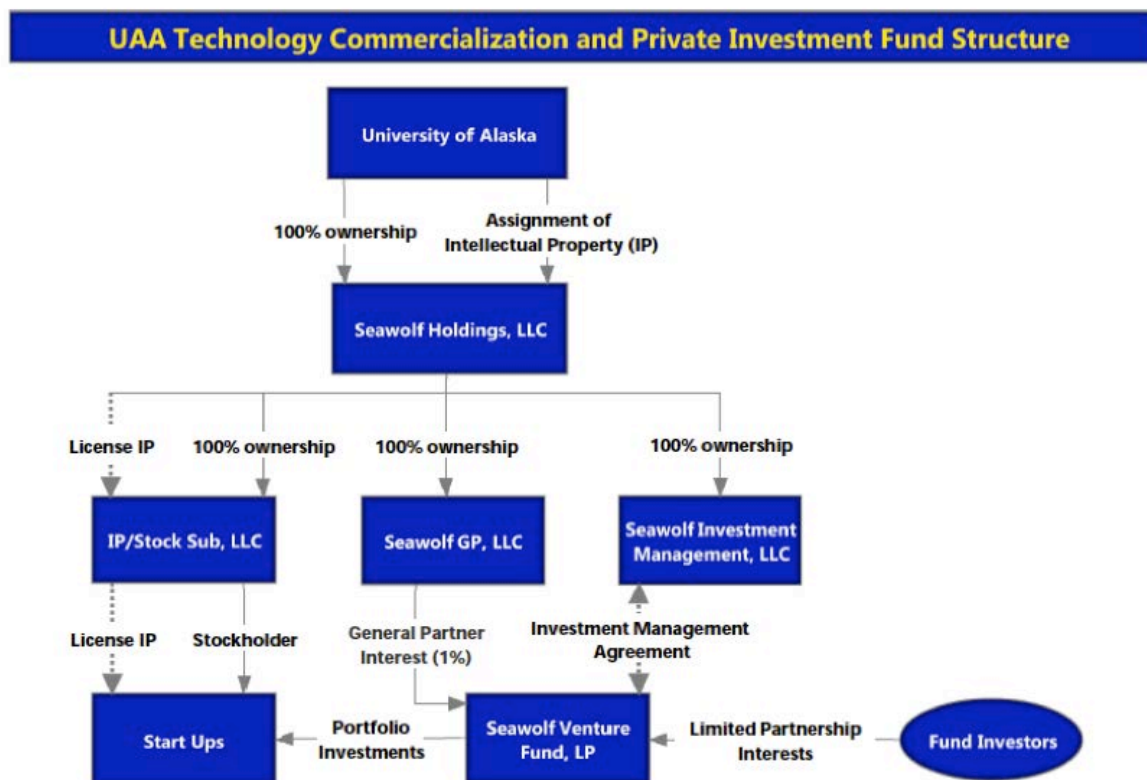 UAA Technology Commercialization and Private Investment Fund Structure
University of Alaska
100% ownership
Assignment of
Intellectual Property (IP)
Seawolf Holdings, LLC
License IP
100% ownership
100% ownership
100% ownership
IP/Stock Sub, LLC
Seawolf GP, LLC
Seawolf Investment
Management, LLC
License IP
Stockholder
General Partner
Interest (1%)
Investment Management
Agreement
Start Ups
Portfolio
Investments
Seawolf Venture
Fund, LP
Limited Partnership
Interests
Fund Investors